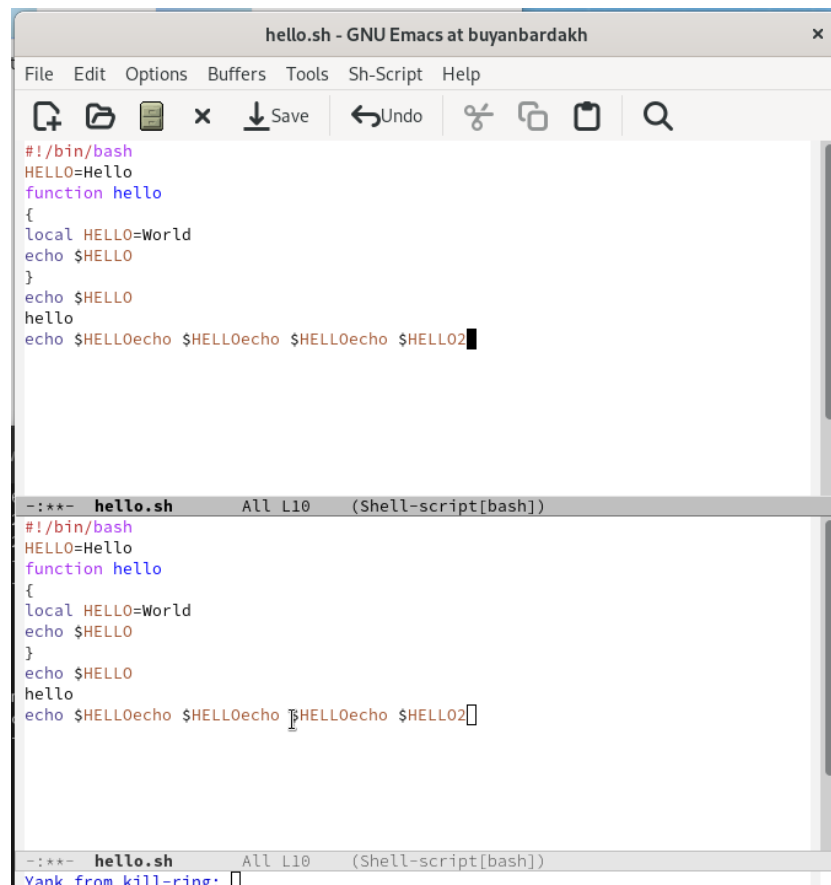 hello.sh - GNU Emacs at buyanbardakh
File Edit Options Buffers Tools Sh-Script Help
Save Undo
#!/bin/bash
HELLO=Hello
function hello
{
local HELLO=World
echo $HELLO
}
echo $HELLO
hello
echo $HELLOecho $HELLOecho $HELLOecho $HELLO2
-:**- hello.sh All L10 (Shell-script[bash])
#!/bin/bash
HELLO=Hello
function hello
{
local HELLO=World
echo $HELLO
}
echo $HELLO
hello
echo $HELLOecho $HELLOecho $HELLOecho $HELLO2
-:**- hello.sh All L10 (Shell-script[bash])
Yank from kill-ring: